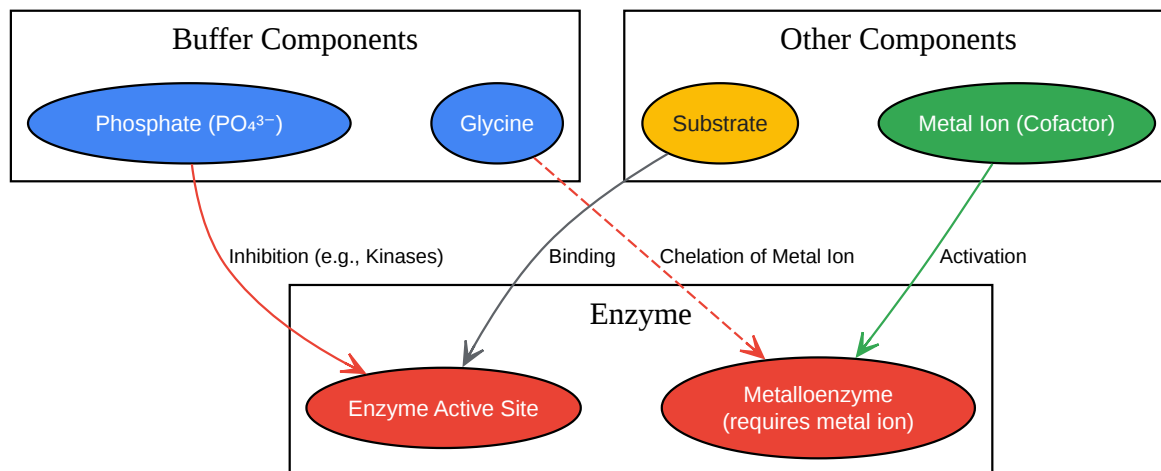 Buffer Components
Other Components
Phosphate (PO₄³⁻)
Glycine
Substrate
Metal Ion (Cofactor)
Inhibition (e.g., Kinases)
Binding
Chelation of Metal Ion
Activation
Enzyme
Enzyme Active Site
Metalloenzyme
(requires metal ion)